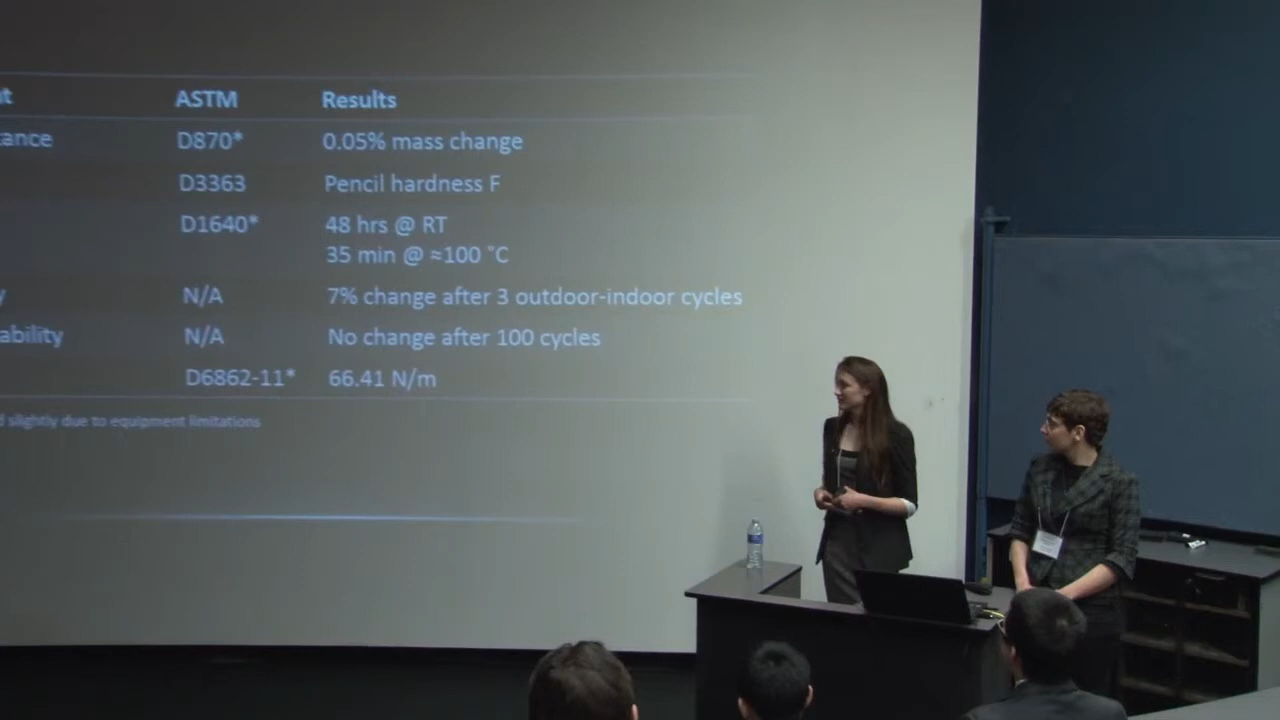 t ASTM Results
tance D870* 0.05% mass change
D3363 Pencil hardness F
D1640* 48 hrs @ RT
35 min @ ≈100 °C
y N/A 7% change after 3 outdoor-indoor cycles
ability N/A No change after 100 cycles
D6862-11* 66.41 N/m
d slightly due to equipment limitations